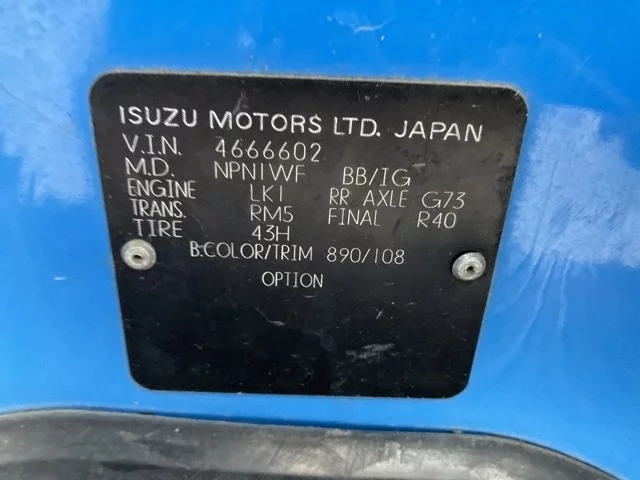 ISUZU MOTORS LTD. JAPAN
V.I.N. 4666602
M.D. NPN1WF BB/IG
ENGINE LK1 RR AXLE G73
TRANS. RM5 FINAL R40
TIRE 43H
B.COLOR/TRIM 890/108
OPTION